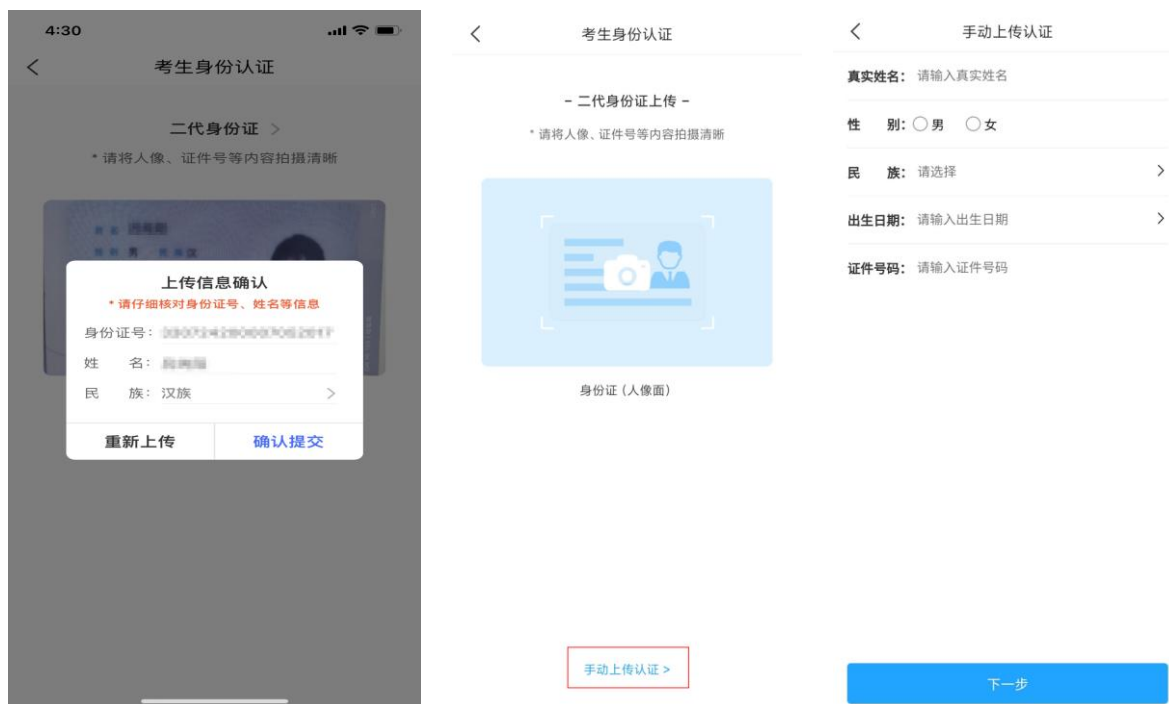 4:30
考生身份认证
二代身份证 >
* 请将人像、证件号等内容拍摄清晰
男
上传信息确认
* 请仔细核对身份证号、姓名等信息
身份证号：
姓 名：
民 族：汉族 >
重新上传 确认提交
考生身份认证
- 二代身份证上传 -
* 请将人像、证件号等内容拍摄清晰
身份证（人像面）
手动上传认证 >
手动上传认证
真实姓名： 请输入真实姓名
性 别： 男 女
民 族： 请选择 >
出生日期： 请输入出生日期 >
证件号码： 请输入证件号码
下一步